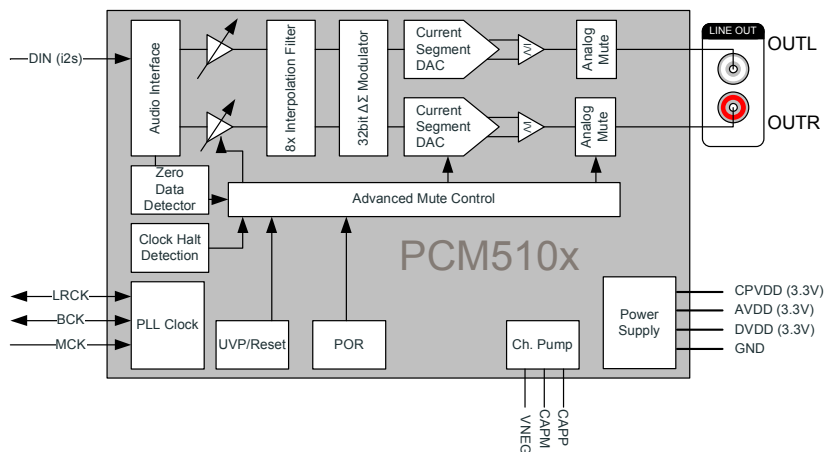 LINE OUT
OUTL
OUTR
DIN (i2s)
Audio Interface
8x Interpolation Filter
32bit ΔΣ Modulator
Current
Segment
DAC
Analog
Mute
Current
Segment
DAC
Analog
Mute
Zero
Data
Detector
Advanced Mute Control
Clock Halt
Detection
PCM510x
LRCK
BCK
MCK
PLL Clock
UVP/Reset
POR
Ch. Pump
Power
Supply
CPVDD (3.3V)
AVDD (3.3V)
DVDD (3.3V)
GND
VNEG
CAPM
CAPP